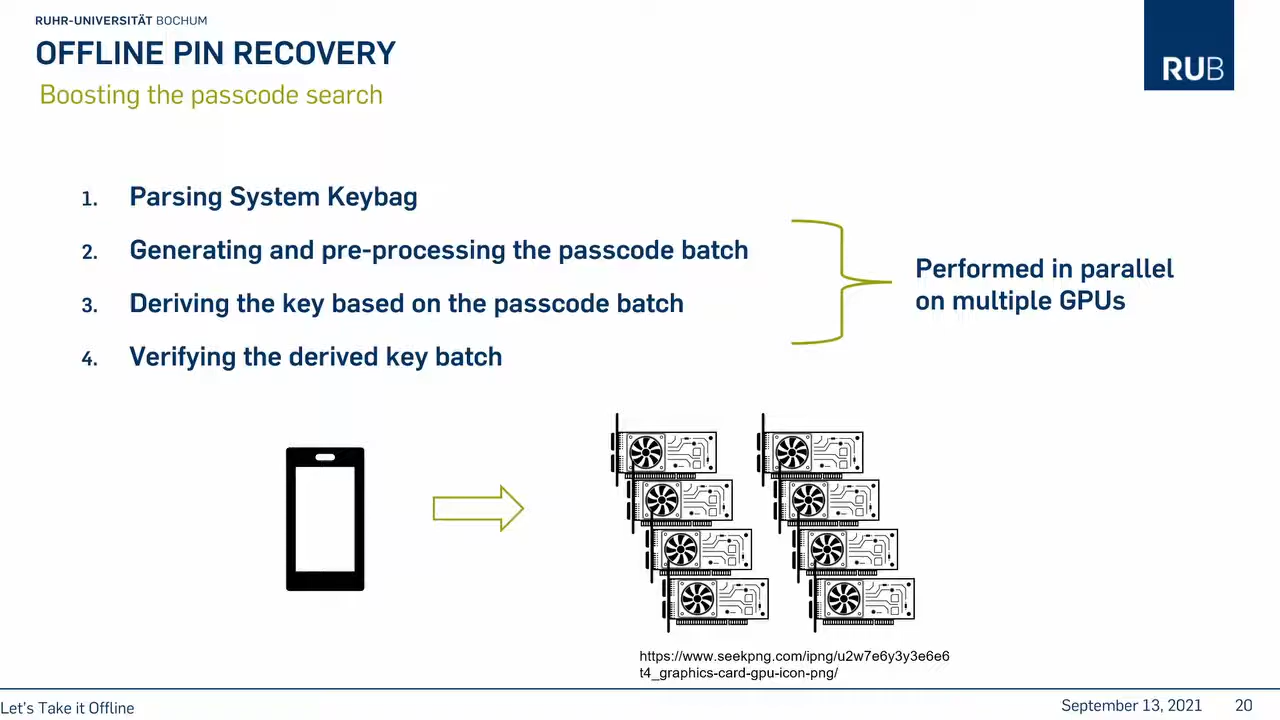 RUHR-UNIVERSITÄT BOCHUM
OFFLINE PIN RECOVERY
RUB
Boosting the passcode search
1. Parsing System Keybag
2. Generating and pre-processing the passcode batch
3. Deriving the key based on the passcode batch
4. Verifying the derived key batch
Performed in parallel
on multiple GPUs
https://www.seekpng.com/ipng/u2w7e6y3y3e6e6
t4_graphics-card-gpu-icon-png/
Let's Take it Offline
September 13, 2021
20